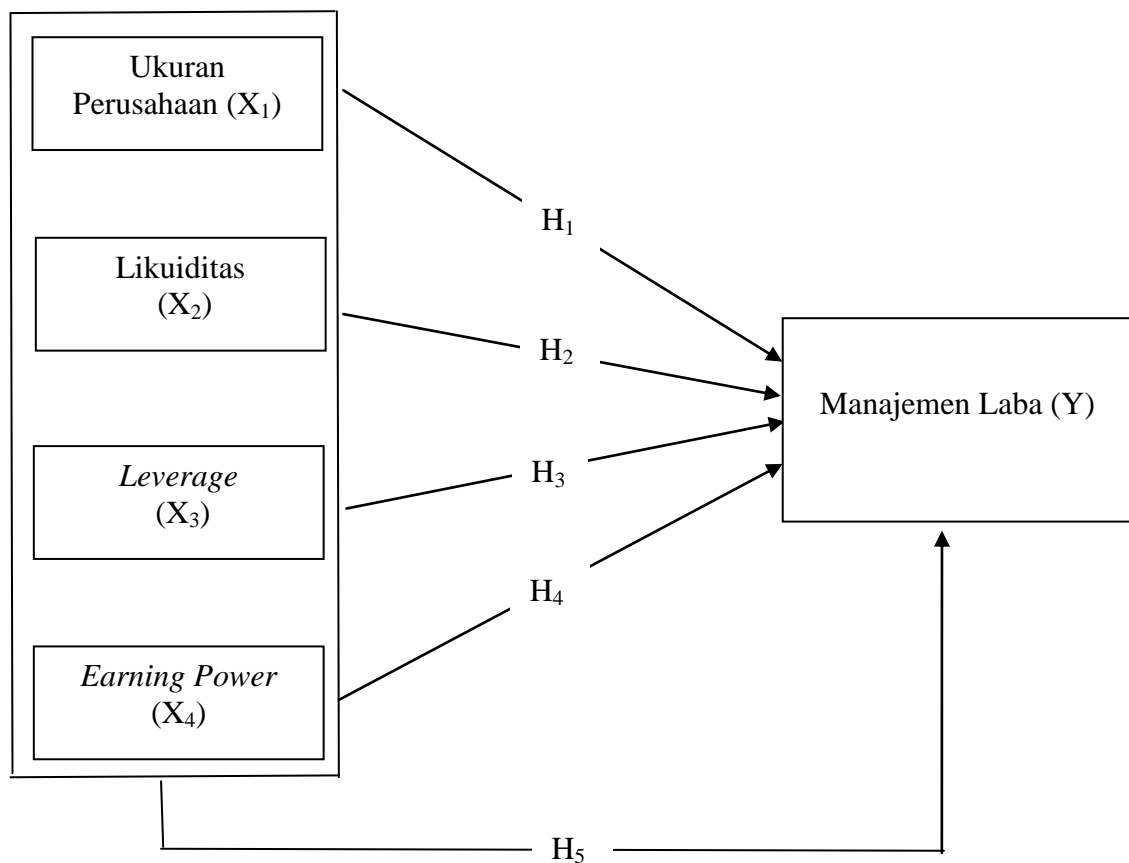 Ukuran
Perusahaan (X₁)
H₁
Likuiditas
(X₂)
H₂
Manajemen Laba (Y)
Leverage
(X₃)
H₃
H₄
Earning Power
(X₄)
H₅